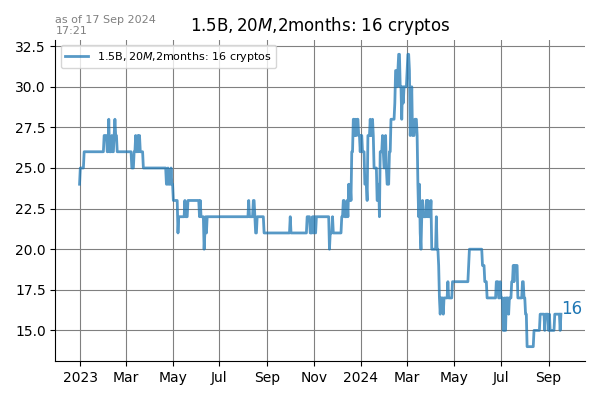 as of 17 Sep 2024
17:21
1.5B, 20M,2months: 16 cryptos
1.5B, 20M,2months: 16 cryptos
32.5
30.0
27.5
25.0
22.5
20.0
17.5
15.0
16
2023 Mar May Jul Sep Nov 2024 Mar May Jul Sep